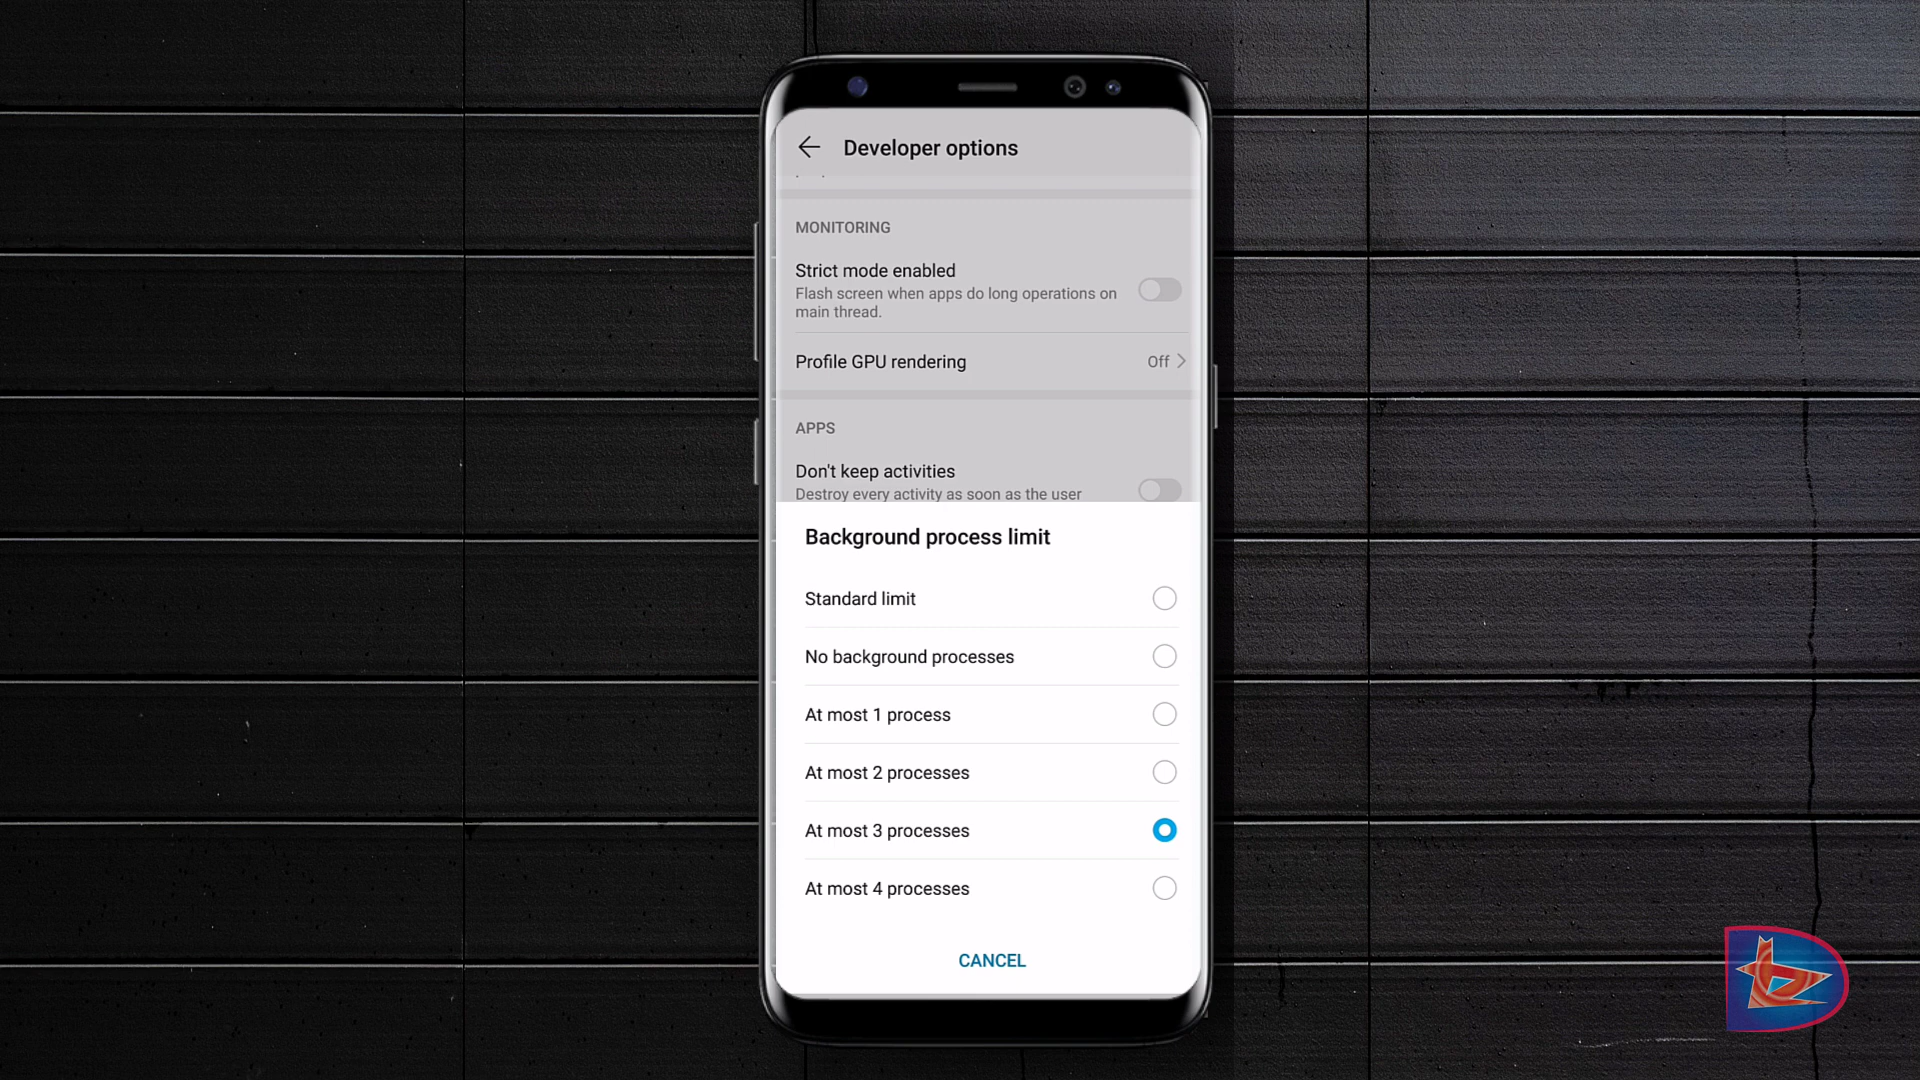 Developer options
MONITORING
Strict mode enabled
Flash screen when apps do long operations on
main thread.
Profile GPU rendering
Off
APPS
Don't keep activities
Destroy every activity as soon as the user
Background process limit
Standard limit
No background processes
At most 1 process
At most 2 processes
At most 3 processes
At most 4 processes
CANCEL